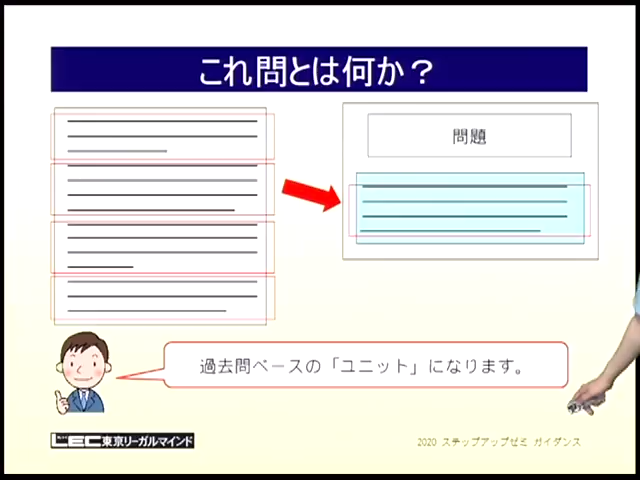 これ問とは何か？
問題
過去問ベースの「ユニット」になります。
LEC東京リーガルマインド
2020 ステップアップゼミ ガイダンス